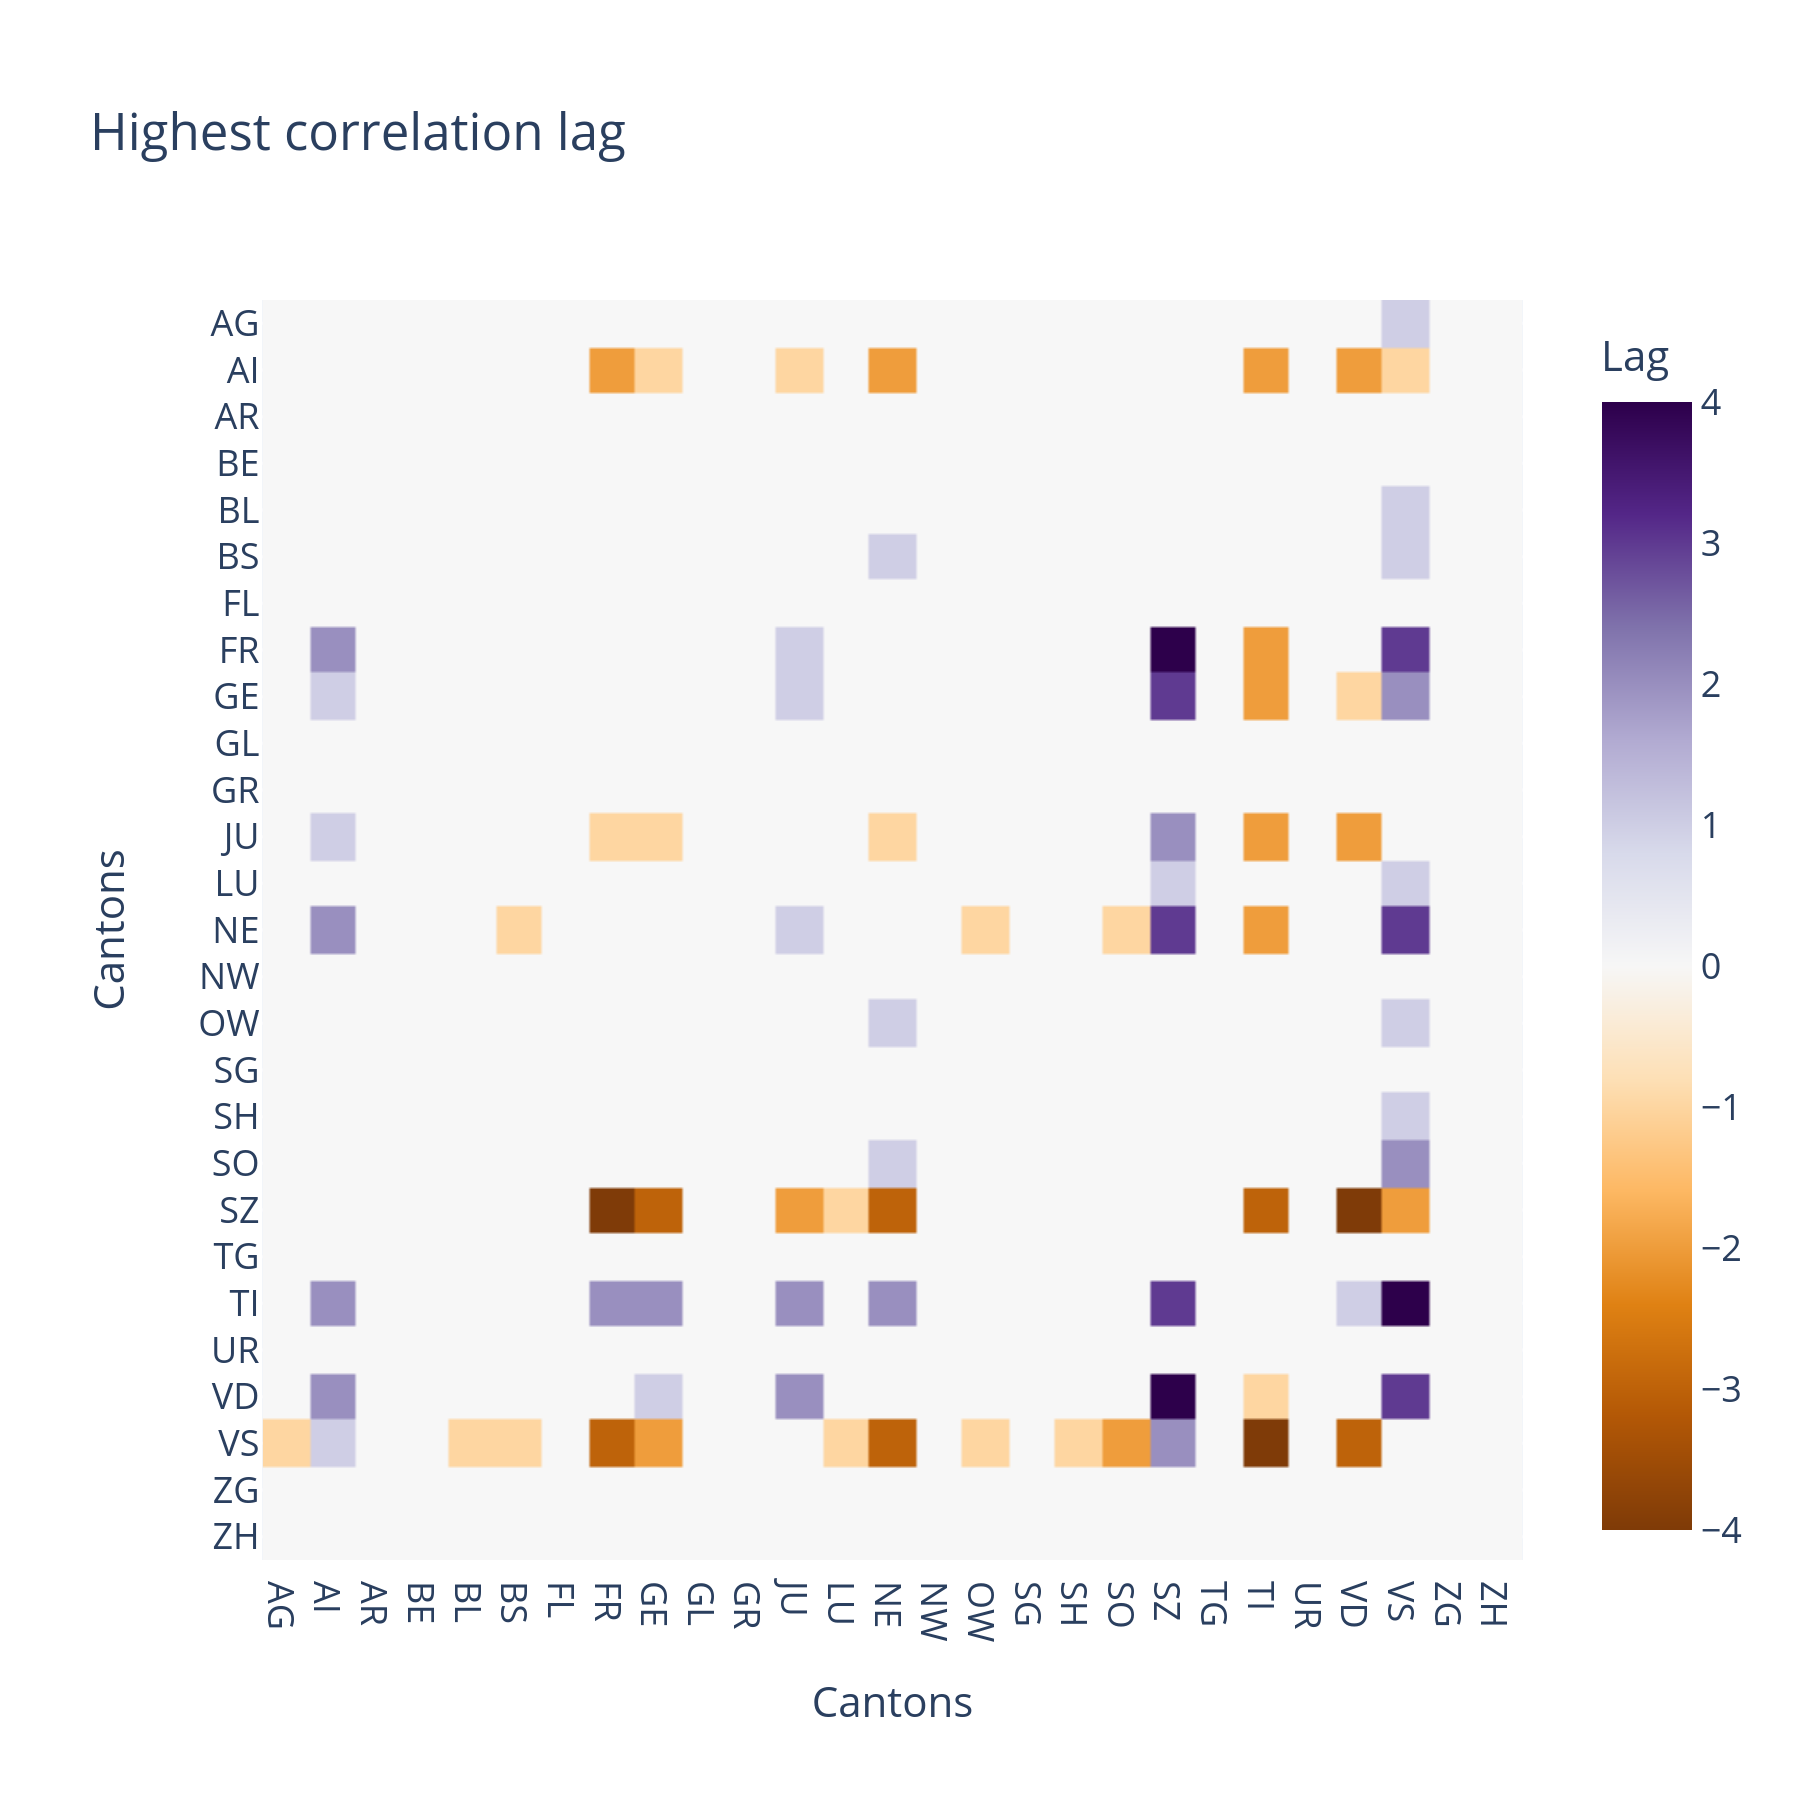 Highest correlation lag
Lag
4
3
2
1
0
−1
−2
−3
−4
Cantons
AG
AI
AR
BE
BL
BS
FL
FR
GE
GL
GR
JU
LU
NE
NW
OW
SG
SH
SO
SZ
TG
TI
UR
VD
VS
ZG
ZH
AG AI AR BE BL BS FL FR GE GL GR JU LU NE NW OW SG SH SO SZ TG TI UR VD VS ZG ZH
Cantons